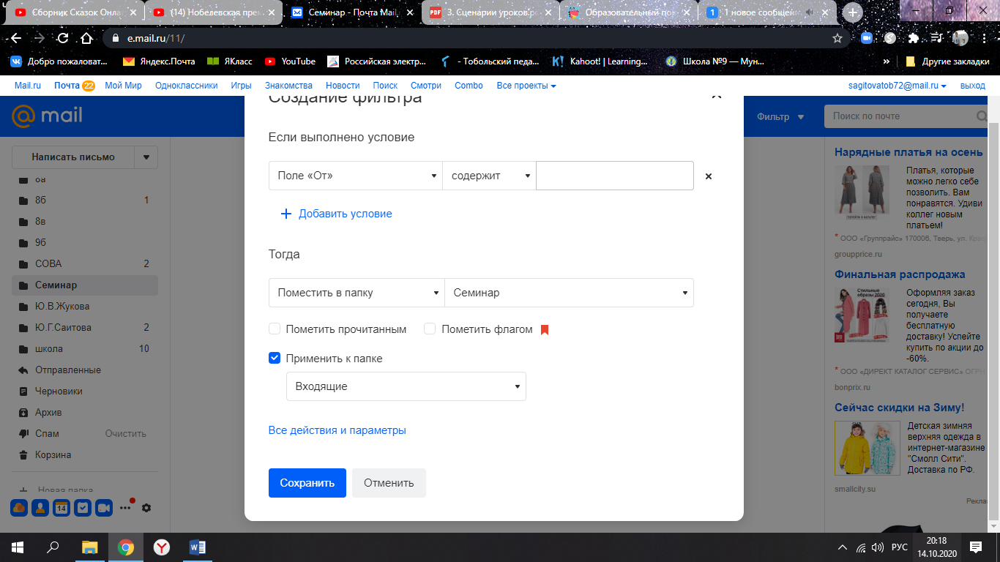 Сборник Сказок Онла
(14) Нобелевская прем
Семинар - Почта Mail.
PDF 3. Сценарии уроков.pd
Образовательный пор
1 1 новое сообщени
e.mail.ru/11/
Добро пожаловат...
Яндекс.Почта
ЯКласс
YouTube
Российская электр...
- Тобольский педа...
K! Kahoot! | Learning...
Школа №9 — Мун...
»
Другие закладки
Mail.ru Почта 22 Мой Мир Одноклассники Игры Знакомства Новости Поиск Смотри Combo Все проекты
sagitovatob72@mail.ru выход
@ mail
Фильтр
Поиск по почте
Написать письмо
8б 1
8в
9б
СОВА 2
Семинар
Ю.В.Жукова
Ю.Г.Саитова 2
школа 10
Отправленные
Черновики
Архив
Спам Очистить
Корзина
Новая папка
14
Создание фильтра
Если выполнено условие
Поле «От» содержит
Добавить условие
Тогда
Поместить в папку Семинар
Пометить прочитанным Пометить флагом
Применить к папке
Входящие
Все действия и параметры
Сохранить Отменить
Нарядные платья на осень
Платья, которые
можно легко себе
позволить. Вам
понравятся. Удиви
коллег новым
платьем!
* ООО «Группрайс» 170006, Тверь, ул.
groupprice.ru
Финальная распродажа
Оформляя заказ
сегодня, Вы
получаете
бесплатную
доставку! Успейте
купить по акции до
-60%.
* ООО «ДИРЕКТ КАТАЛОГ СЕРВИС» ОГРН
bonprix.ru
Сейчас скидки на Зиму!
Детская зимняя
верхняя одежда в
интернет-магазине
"Смолл Сити".
Доставка по РФ.
smallcity.su
Рекла
РУС
20:18
14.10.2020